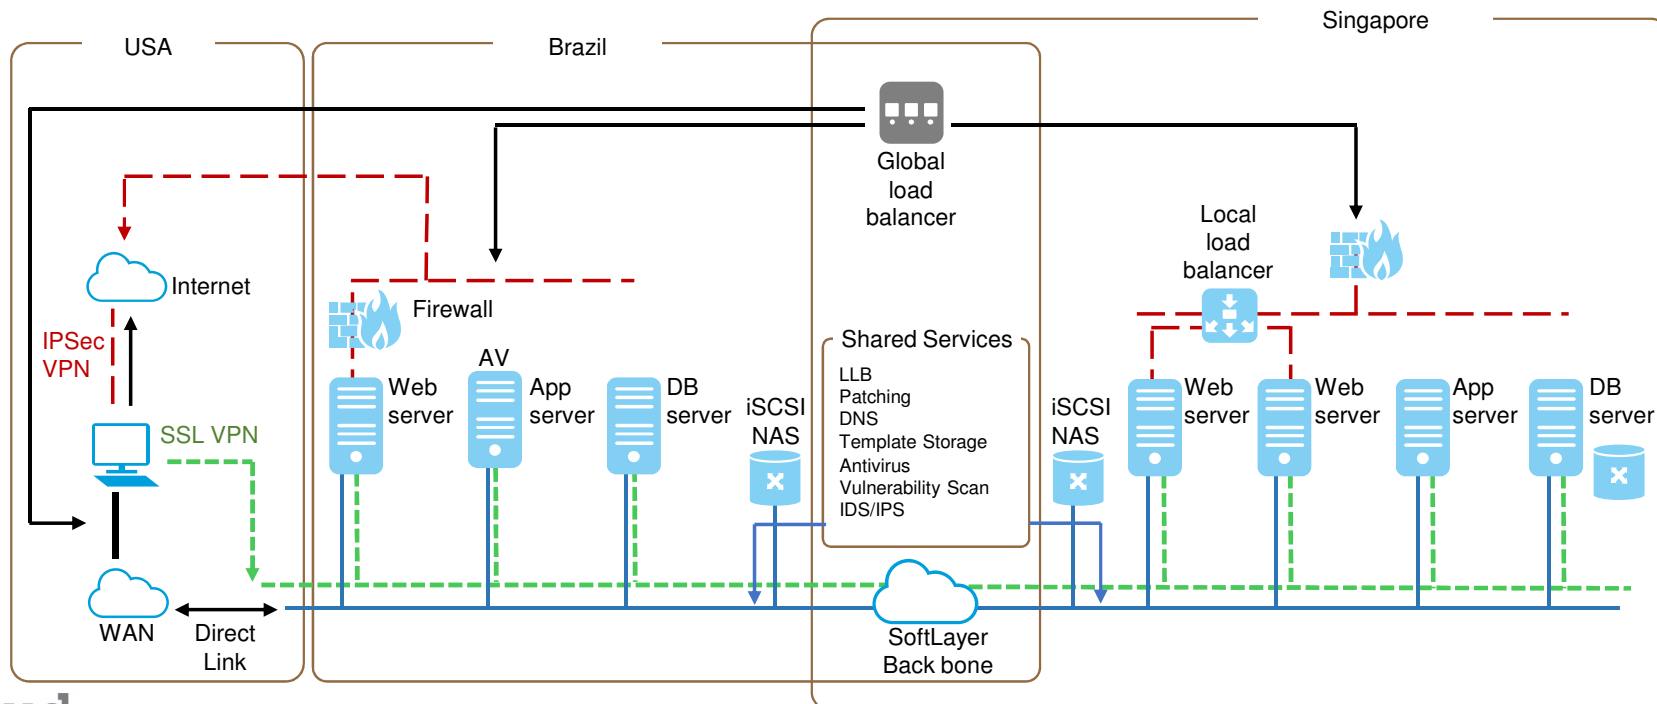 USA
Brazil
Singapore
Global
load
balancer
Local
load
balancer
Internet
Firewall
IPSec
VPN
Shared Services
AV
Web
server
App
server
DB
server
iSCSI
NAS
LLB
Patching
DNS
Template Storage
Antivirus
Vulnerability Scan
IDS/IPS
iSCSI
NAS
Web
server
Web
server
App
server
DB
server
SSL VPN
WAN
Direct
Link
SoftLayer
Back bone